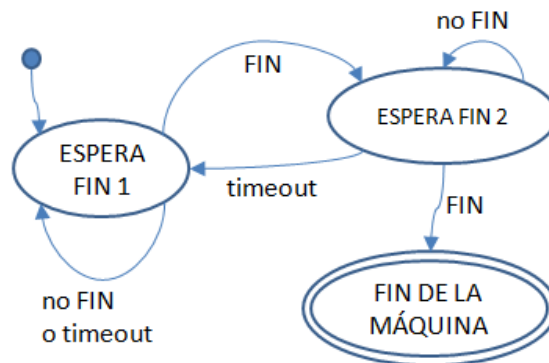 no FIN
FIN
ESPERA
FIN 1
ESPERA FIN 2
timeout
FIN
no FIN
o timeout
FIN DE LA
MÁQUINA